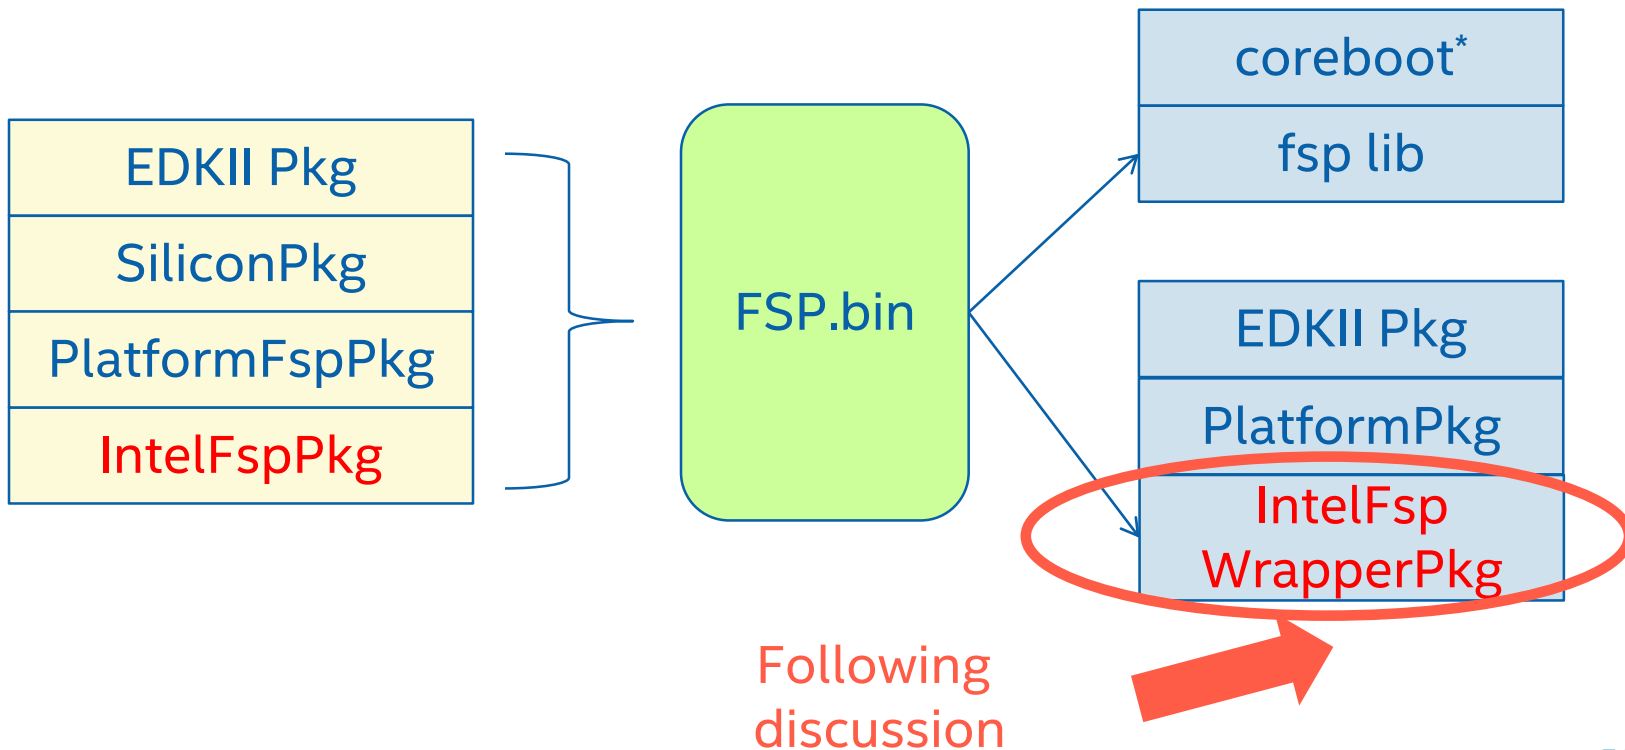 EDKII Pkg
SiliconPkg
PlatformFspPkg
IntelFspPkg
FSP.bin
coreboot*
fsp lib
EDKII Pkg
PlatformPkg
IntelFsp
WrapperPkg
Following
discussion